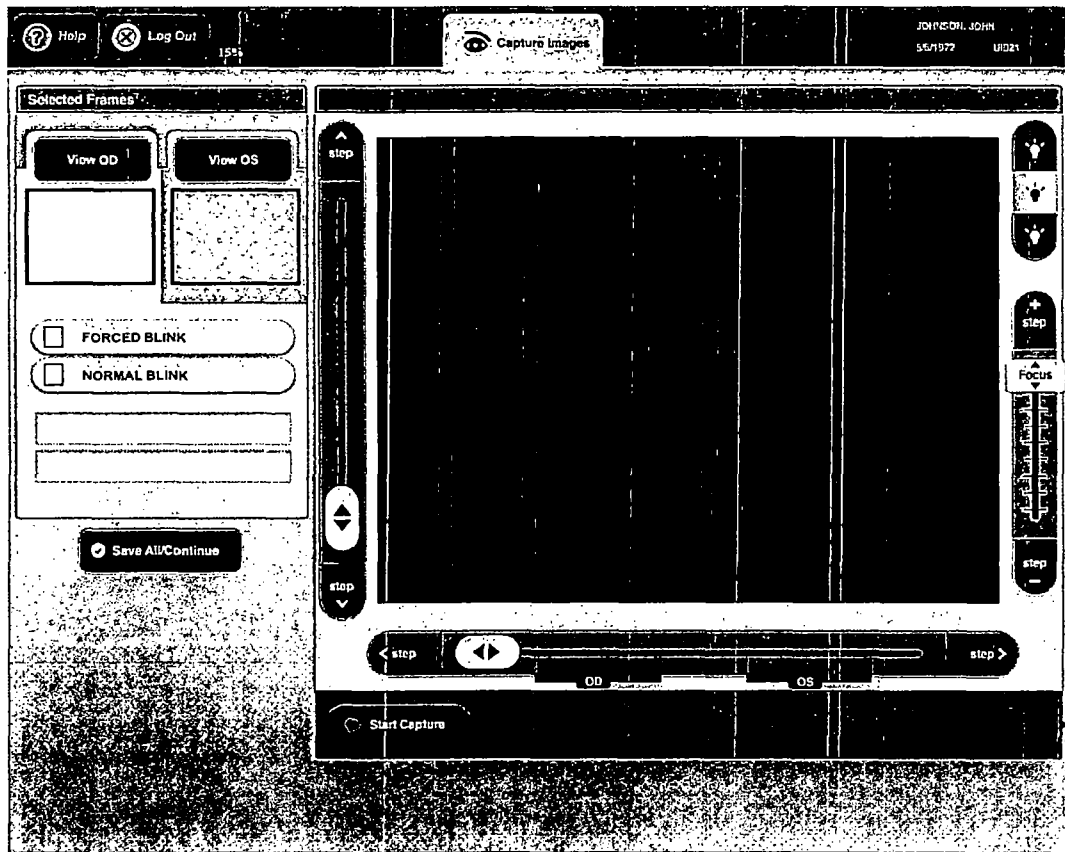 Help
Log Out
Capture Images
JOHNSON, JOHN
5/5/1972
Selected Frames
View OD
View OS
FORCED BLINK
NORMAL BLINK
Save All/Continue
step
step
+
step
Focus
step
−
< step
step >
OD
OS
Start Capture